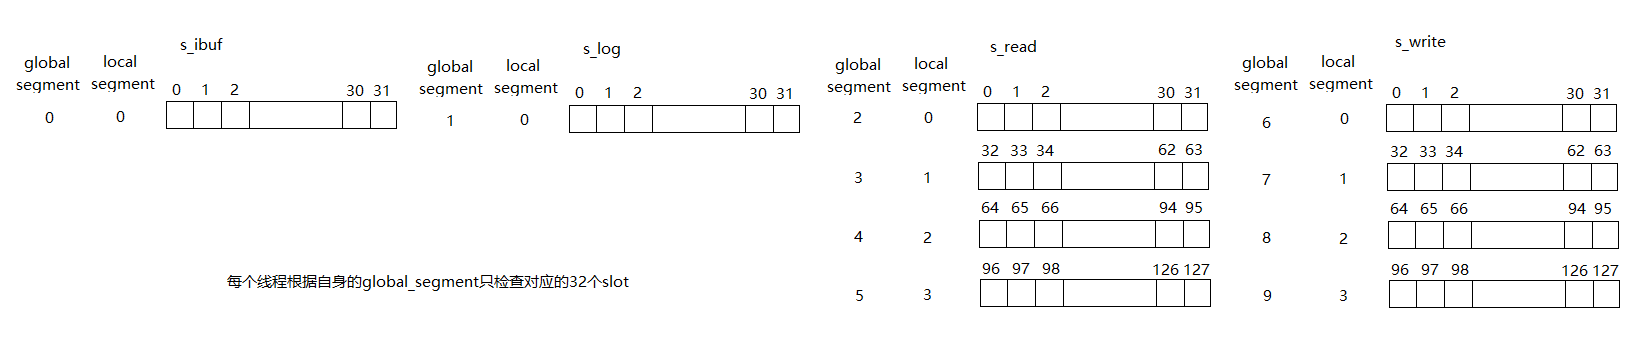 s_ibuf
global segment
local segment
0 1 2 30 31
0 0
s_log
global segment
local segment
0 1 2 30 31
1 0
s_read
global segment
local segment
0 1 2 30 31
2 0
32 33 34 62 63
3 1
64 65 66 94 95
4 2
96 97 98 126 127
5 3
s_write
global segment
local segment
0 1 2 30 31
6 0
32 33 34 62 63
7 1
64 65 66 94 95
8 2
96 97 98 126 127
9 3
每个线程根据自身的global_segment只检查对应的32个slot